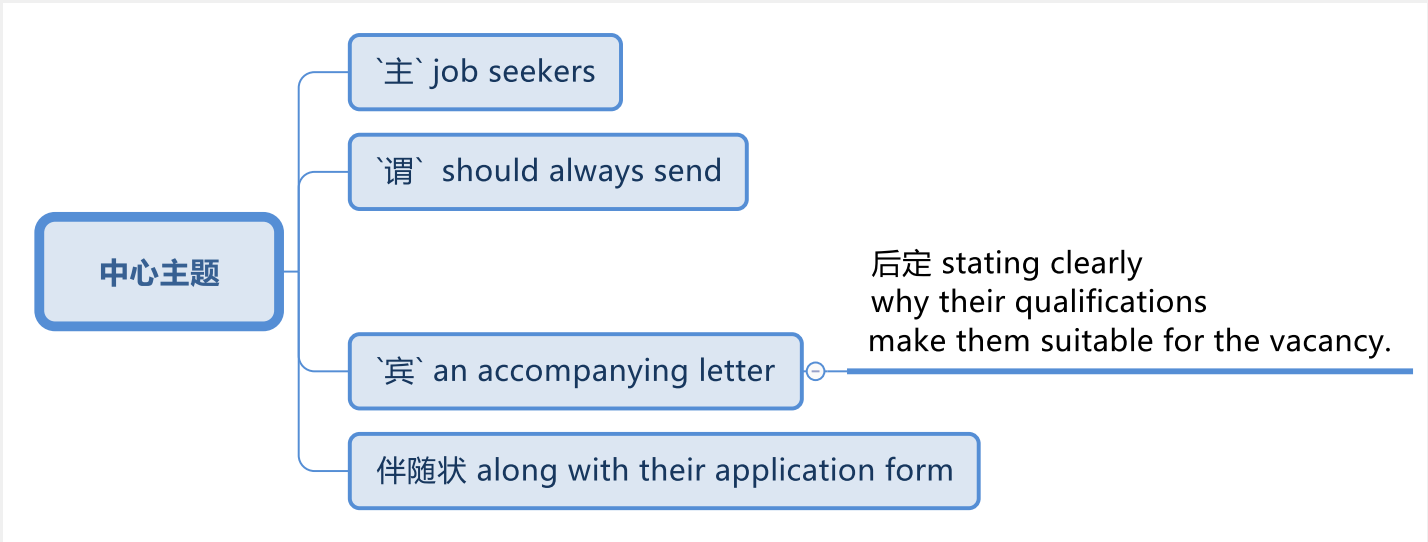 `主` job seekers
`谓` should always send
中心主题
后定 stating clearly
why their qualifications
make them suitable for the vacancy.
`宾` an accompanying letter
伴随状 along with their application form